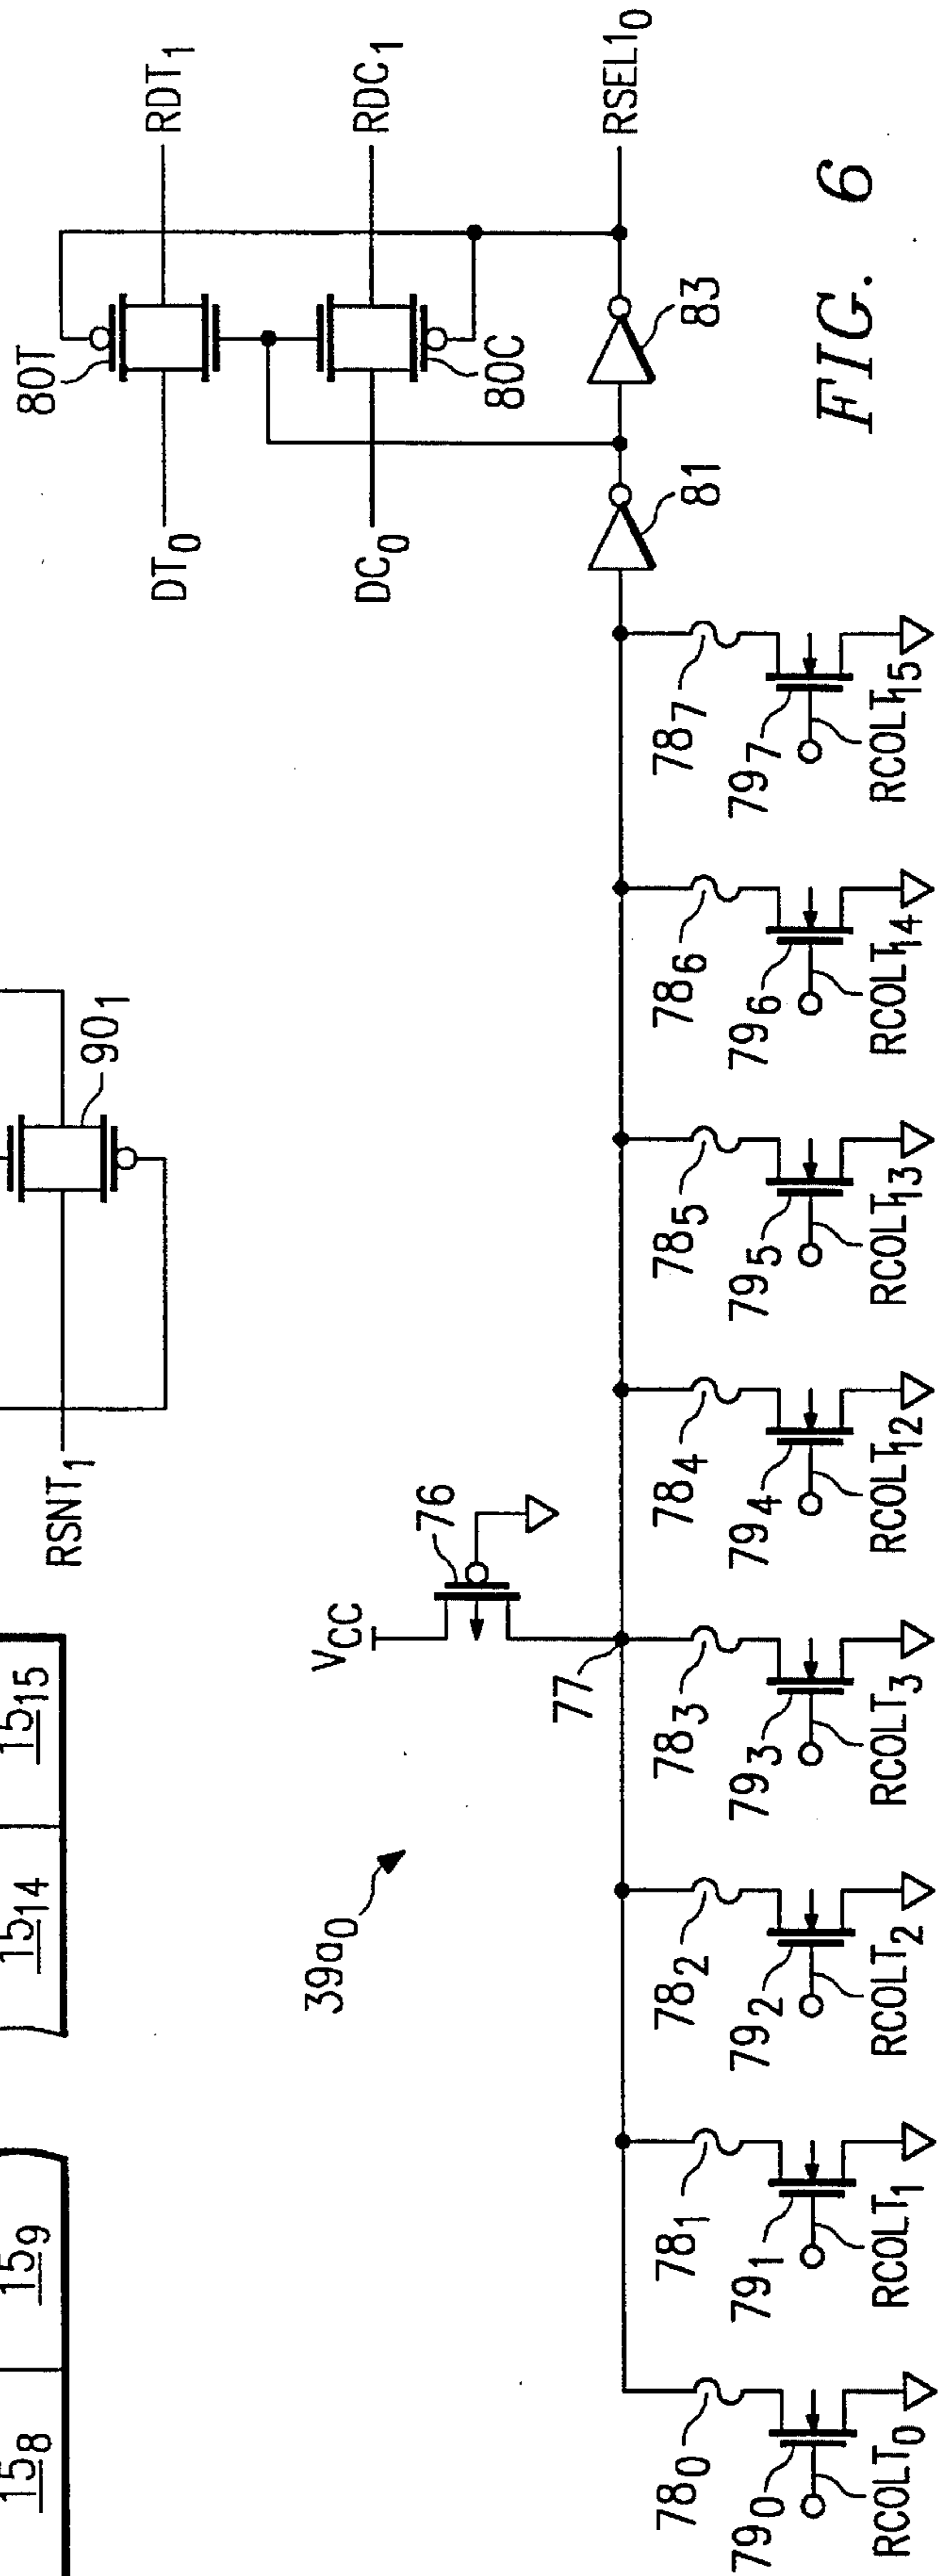 15₈
15₉
15₁₄
15₁₅
RSNT₁
90₁
39a₀
V_CC
76
77
78₀
78₁
78₂
78₃
78₄
78₅
78₆
78₇
79₀
79₁
79₂
79₃
79₄
79₅
79₆
79₇
RCOLT₀
RCOLT₁
RCOLT₂
RCOLT₃
RCOLT₁₂
RCOLT₁₃
RCOLT₁₄
RCOLT₁₅
80T
DT₀
RDT₁
DC₀
80C
RDC₁
81
83
RSEL1₀
FIG. 6